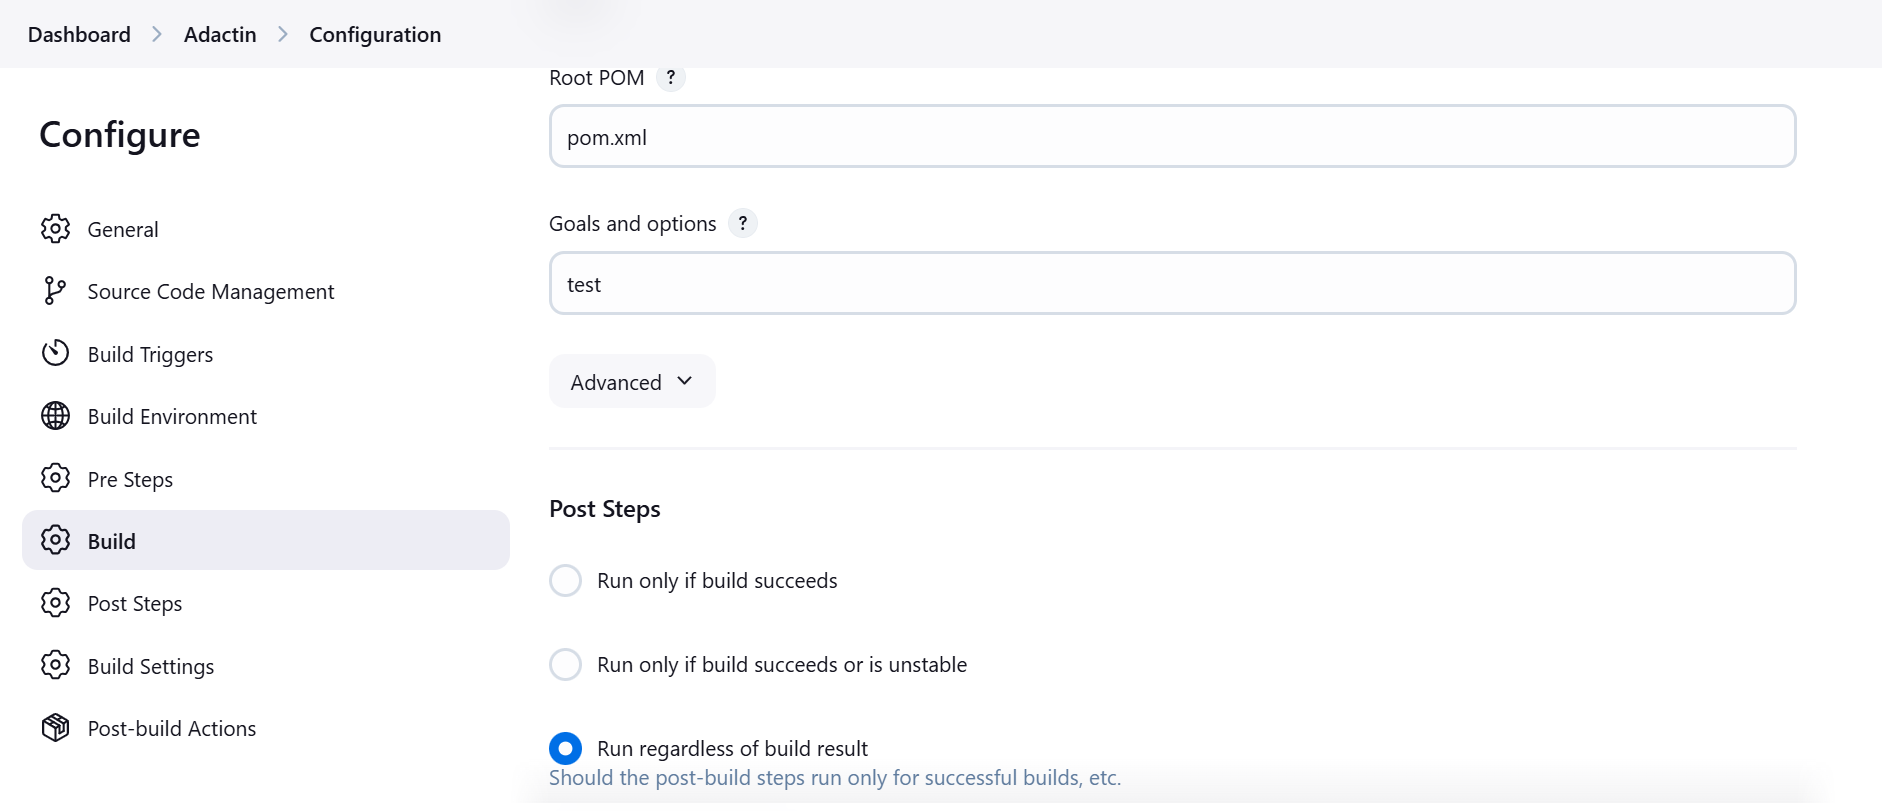 Dashboard > Adactin > Configuration
Configure
General
Source Code Management
Build Triggers
Build Environment
Pre Steps
Build
Post Steps
Build Settings
Post-build Actions
Root POM ?
pom.xml
Goals and options ?
test
Advanced
Post Steps
Run only if build succeeds
Run only if build succeeds or is unstable
Run regardless of build result
Should the post-build steps run only for successful builds, etc.